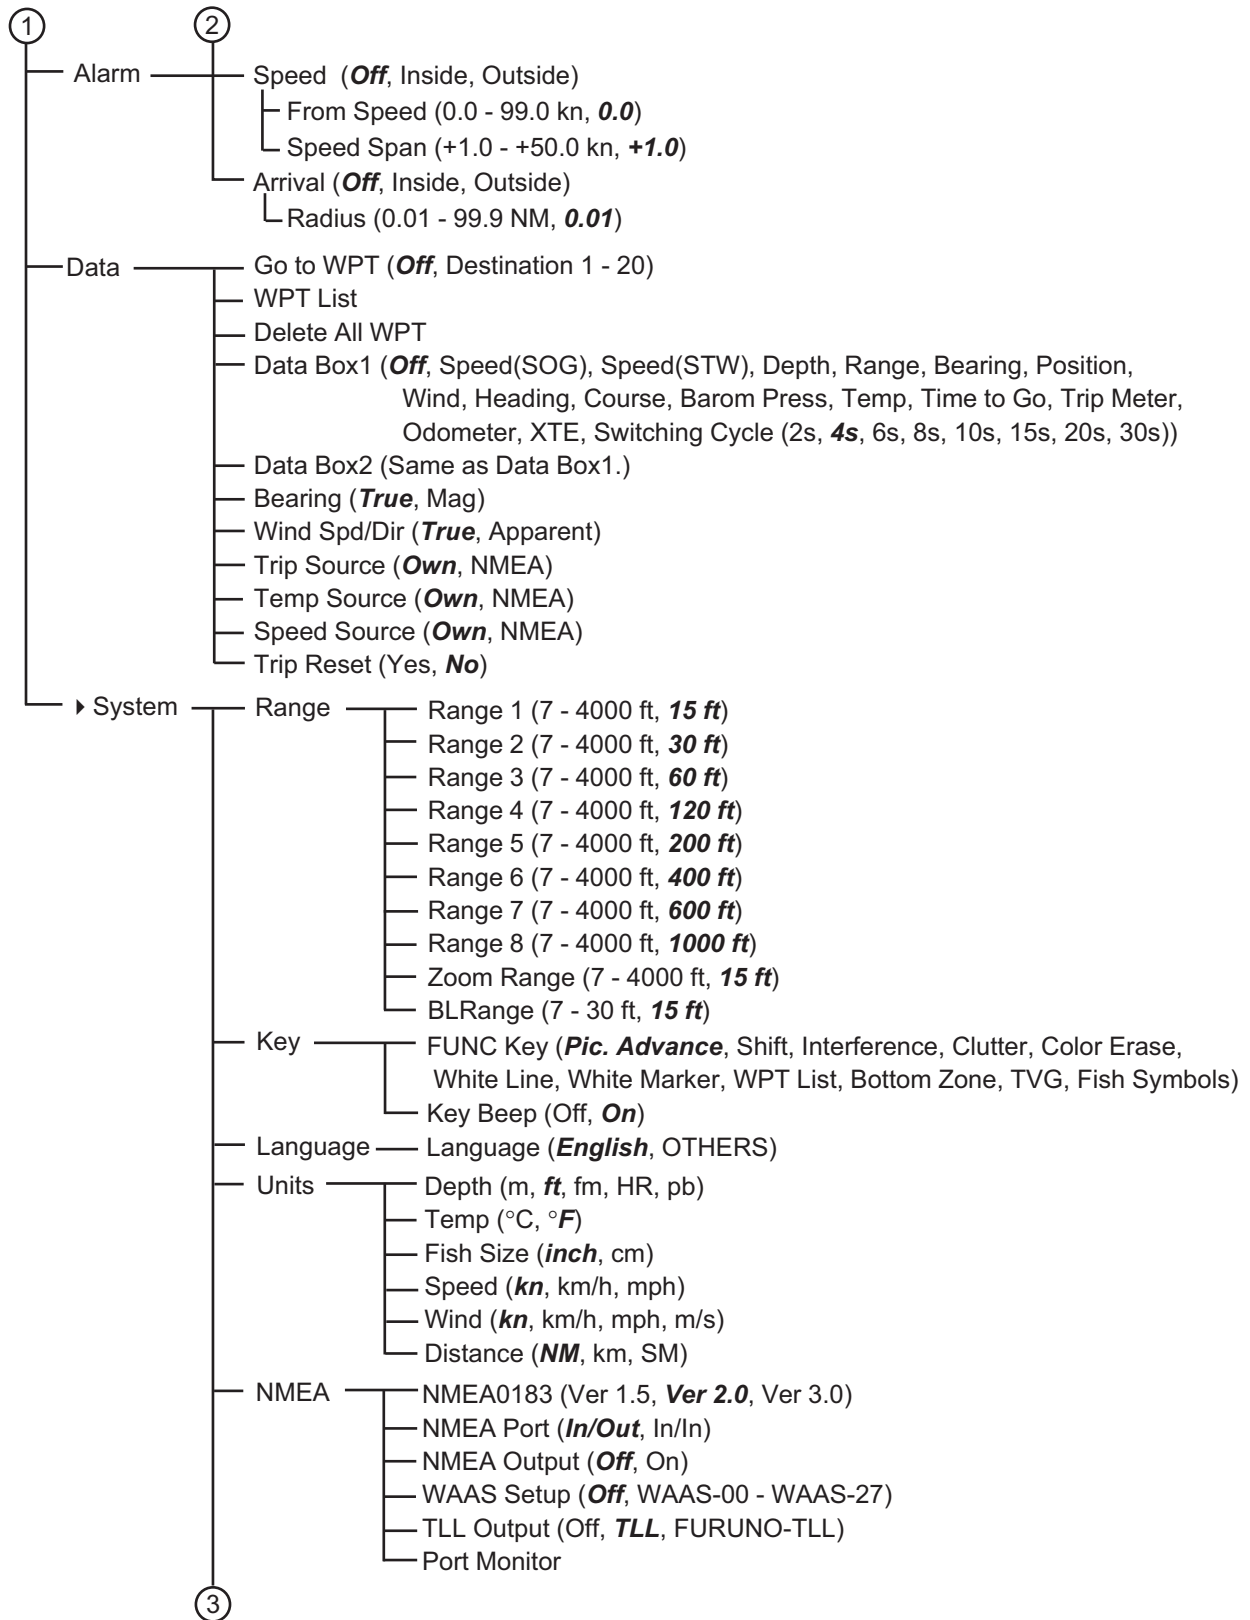 1 2
Alarm Speed (Off, Inside, Outside)
From Speed (0.0 - 99.0 kn, 0.0)
Speed Span (+1.0 - +50.0 kn, +1.0)
Arrival (Off, Inside, Outside)
Radius (0.01 - 99.9 NM, 0.01)
Data Go to WPT (Off, Destination 1 - 20)
WPT List
Delete All WPT
Data Box1 (Off, Speed(SOG), Speed(STW), Depth, Range, Bearing, Position,
Wind, Heading, Course, Barom Press, Temp, Time to Go, Trip Meter,
Odometer, XTE, Switching Cycle (2s, 4s, 6s, 8s, 10s, 15s, 20s, 30s))
Data Box2 (Same as Data Box1.)
Bearing (True, Mag)
Wind Spd/Dir (True, Apparent)
Trip Source (Own, NMEA)
Temp Source (Own, NMEA)
Speed Source (Own, NMEA)
Trip Reset (Yes, No)
System Range Range 1 (7 - 4000 ft, 15 ft)
Range 2 (7 - 4000 ft, 30 ft)
Range 3 (7 - 4000 ft, 60 ft)
Range 4 (7 - 4000 ft, 120 ft)
Range 5 (7 - 4000 ft, 200 ft)
Range 6 (7 - 4000 ft, 400 ft)
Range 7 (7 - 4000 ft, 600 ft)
Range 8 (7 - 4000 ft, 1000 ft)
Zoom Range (7 - 4000 ft, 15 ft)
BLRange (7 - 30 ft, 15 ft)
Key FUNC Key (Pic. Advance, Shift, Interference, Clutter, Color Erase,
White Line, White Marker, WPT List, Bottom Zone, TVG, Fish Symbols)
Key Beep (Off, On)
Language Language (English, OTHERS)
Units Depth (m, ft, fm, HR, pb)
Temp (°C, °F)
Fish Size (inch, cm)
Speed (kn, km/h, mph)
Wind (kn, km/h, mph, m/s)
Distance (NM, km, SM)
NMEA NMEA0183 (Ver 1.5, Ver 2.0, Ver 3.0)
NMEA Port (In/Out, In/In)
NMEA Output (Off, On)
WAAS Setup (Off, WAAS-00 - WAAS-27)
TLL Output (Off, TLL, FURUNO-TLL)
Port Monitor
3